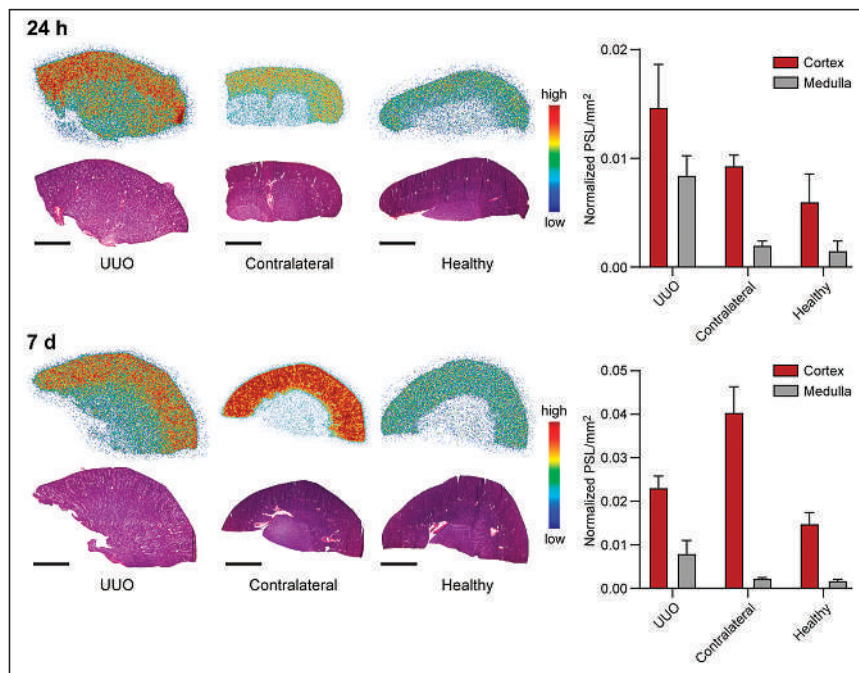 24 h
high
low
UUO
Contralateral
Healthy
Normalized PSL/mm²
0.02
0.01
0.00
Cortex
Medulla
UUO
Contralateral
Healthy
7 d
high
low
UUO
Contralateral
Healthy
Normalized PSL/mm²
0.05
0.04
0.03
0.02
0.01
0.00
Cortex
Medulla
UUO
Contralateral
Healthy